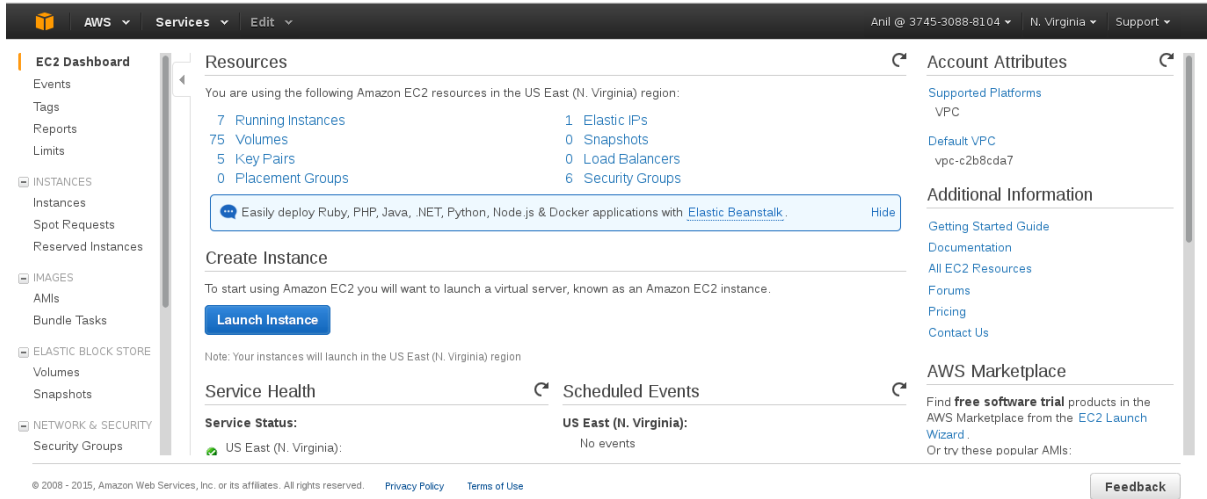 AWS Services Edit Anil @ 3745-3088-8104 N. Virginia Support
EC2 Dashboard
Events
Tags
Reports
Limits
INSTANCES
Instances
Spot Requests
Reserved Instances
IMAGES
AMIs
Bundle Tasks
ELASTIC BLOCK STORE
Volumes
Snapshots
NETWORK & SECURITY
Security Groups
Resources
You are using the following Amazon EC2 resources in the US East (N. Virginia) region:
7 Running Instances 1 Elastic IPs
75 Volumes 0 Snapshots
5 Key Pairs 0 Load Balancers
0 Placement Groups 6 Security Groups
Easily deploy Ruby, PHP, Java, .NET, Python, Node.js & Docker applications with Elastic Beanstalk. Hide
Create Instance
To start using Amazon EC2 you will want to launch a virtual server, known as an Amazon EC2 instance.
Launch Instance
Note: Your instances will launch in the US East (N. Virginia) region
Service Health
Service Status:
US East (N. Virginia):
Scheduled Events
US East (N. Virginia):
No events
Account Attributes
Supported Platforms
VPC
Default VPC
vpc-c2b8cda7
Additional Information
Getting Started Guide
Documentation
All EC2 Resources
Forums
Pricing
Contact Us
AWS Marketplace
Find free software trial products in the
AWS Marketplace from the EC2 Launch
Wizard.
Or try these popular AMIs:
© 2008 - 2015, Amazon Web Services, Inc. or its affiliates. All rights reserved. Privacy Policy Terms of Use
Feedback